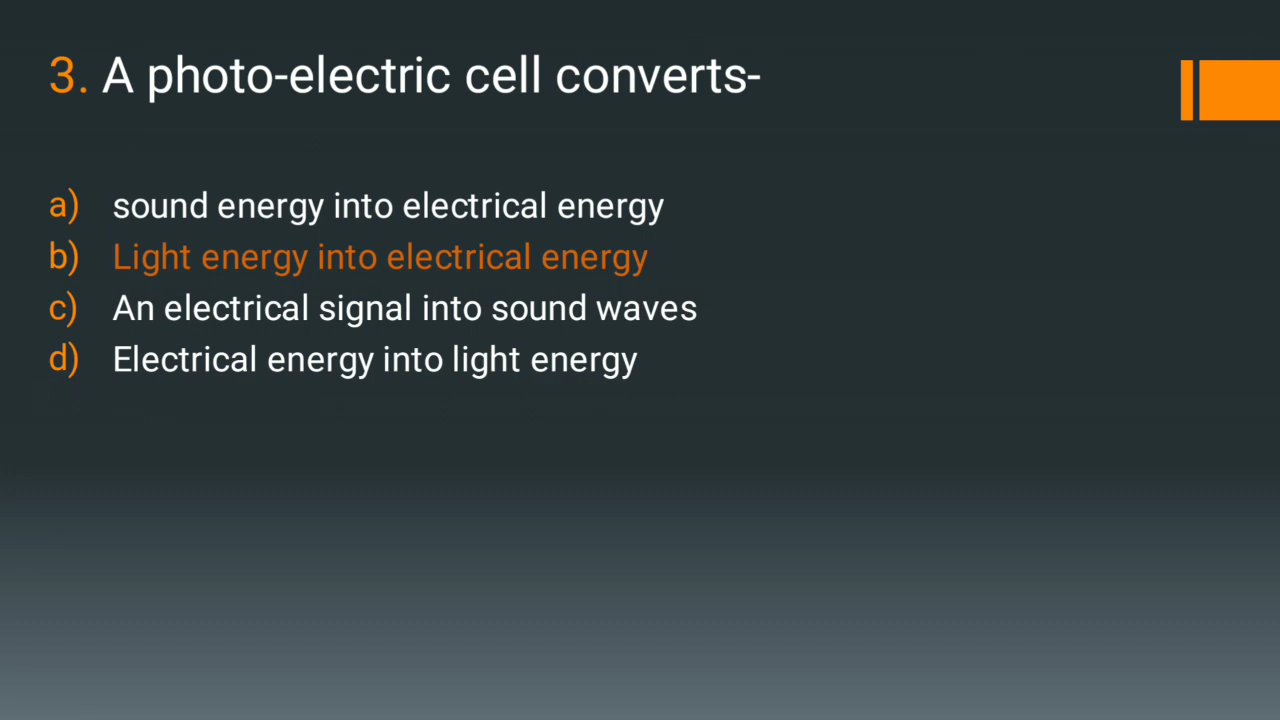 3. A photo-electric cell converts-
a) sound energy into electrical energy
b) Light energy into electrical energy
c) An electrical signal into sound waves
d) Electrical energy into light energy